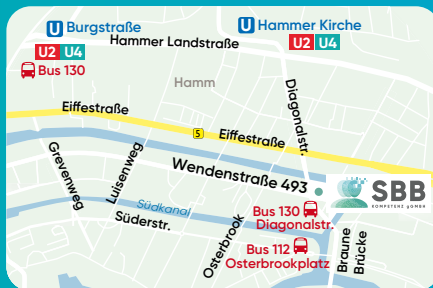 U Burgstraße
U2 U4
Bus 130
U Hammer Kirche
U2 U4
Hammer Landstraße
Hamm
Diagonalstr.
Eiffestraße
5
Eiffestraße
Grevenweg
Luisenweg
Wendenstraße 493
SBB
KOMPETENZ gGMBH
Südkanal
Süderstr.
Osterbrook
Bus 130
Diagonalstr.
Bus 112
Osterbrookplatz
Braune
Brücke